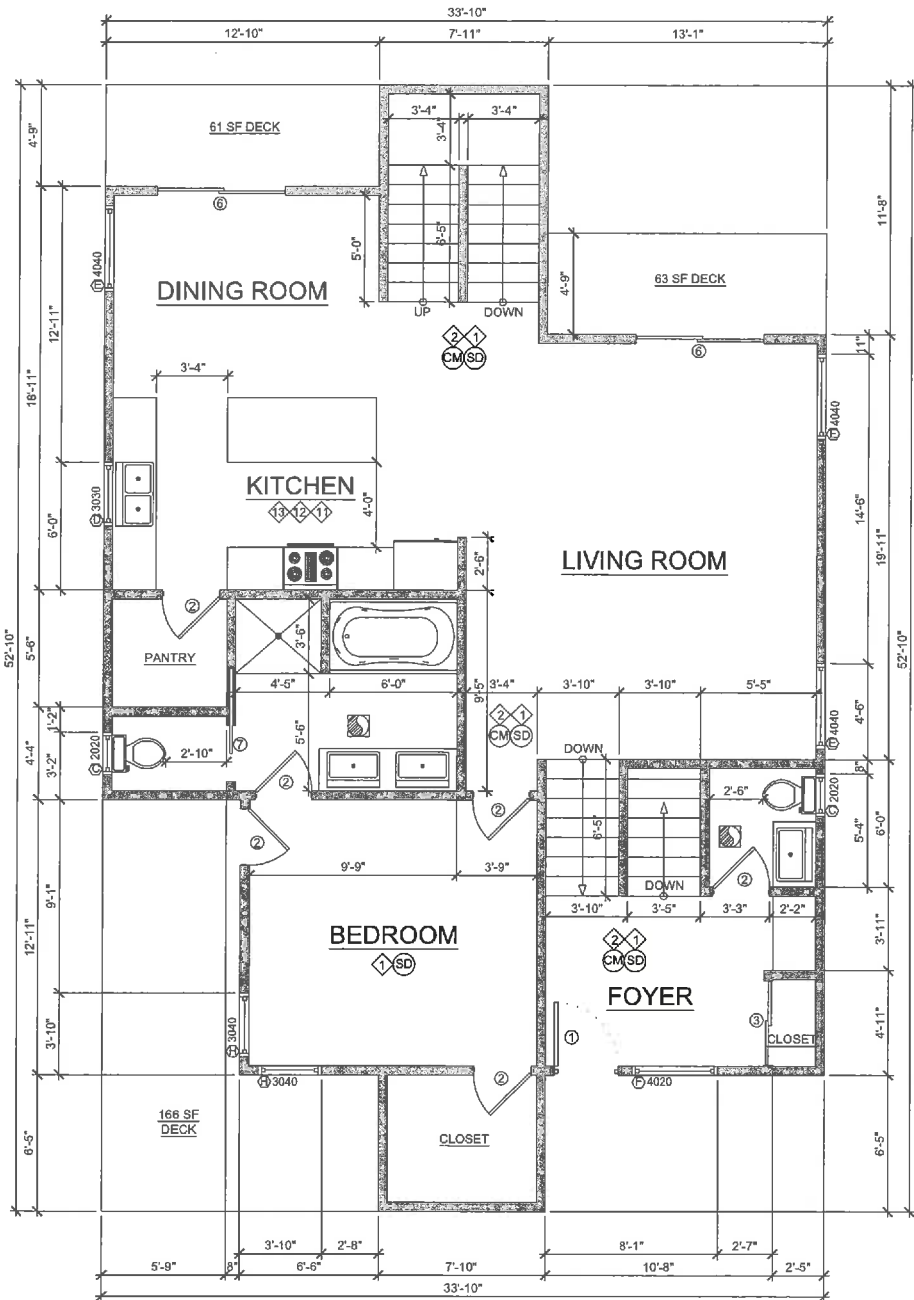 33'-10"
12'-10" 7'-11" 13'-1"
61 SF DECK
3'-4" 3'-4"
3'-4"
4'-9"
11'-8"
6
5'-0"
6'-5"
E 4040
DINING ROOM
12'-11"
4'-9"
63 SF DECK
UP DOWN
2 1
CM SD
6
11"
3'-4"
18'-11"
4040
KITCHEN
13 12 11
3030
4'-0"
14'-6"
19'-11"
6'-0"
LIVING ROOM
2'-6"
52'-10"
52'-10"
2
PANTRY
3'-6"
5'-6"
4'-5" 6'-0"
9'-5"
3'-4" 3'-10" 3'-10" 5'-5"
1'-2"
2 1
CM SD
4'-6"
4040
4'-4"
3'-2"
2020
2'-10"
7
5'-6"
DOWN
8"
2
2
2
2'-6"
2020
5'-4"
6'-0"
6'-5"
9'-9" 3'-9"
DOWN
2
9'-1"
12'-11"
3'-10" 3'-5" 3'-3" 2'-2"
BEDROOM
1 SD
2 1
CM SD
FOYER
3'-11"
3'-10"
H 3040
1
3
CLOSET
4'-11"
H 3040
2
F 4020
166 SF
DECK
CLOSET
6'-5"
6'-5"
3'-10" 2'-8" 8'-1" 2'-7"
5'-9" 8" 6'-6" 7'-10" 10'-8" 2'-5"
33'-10"